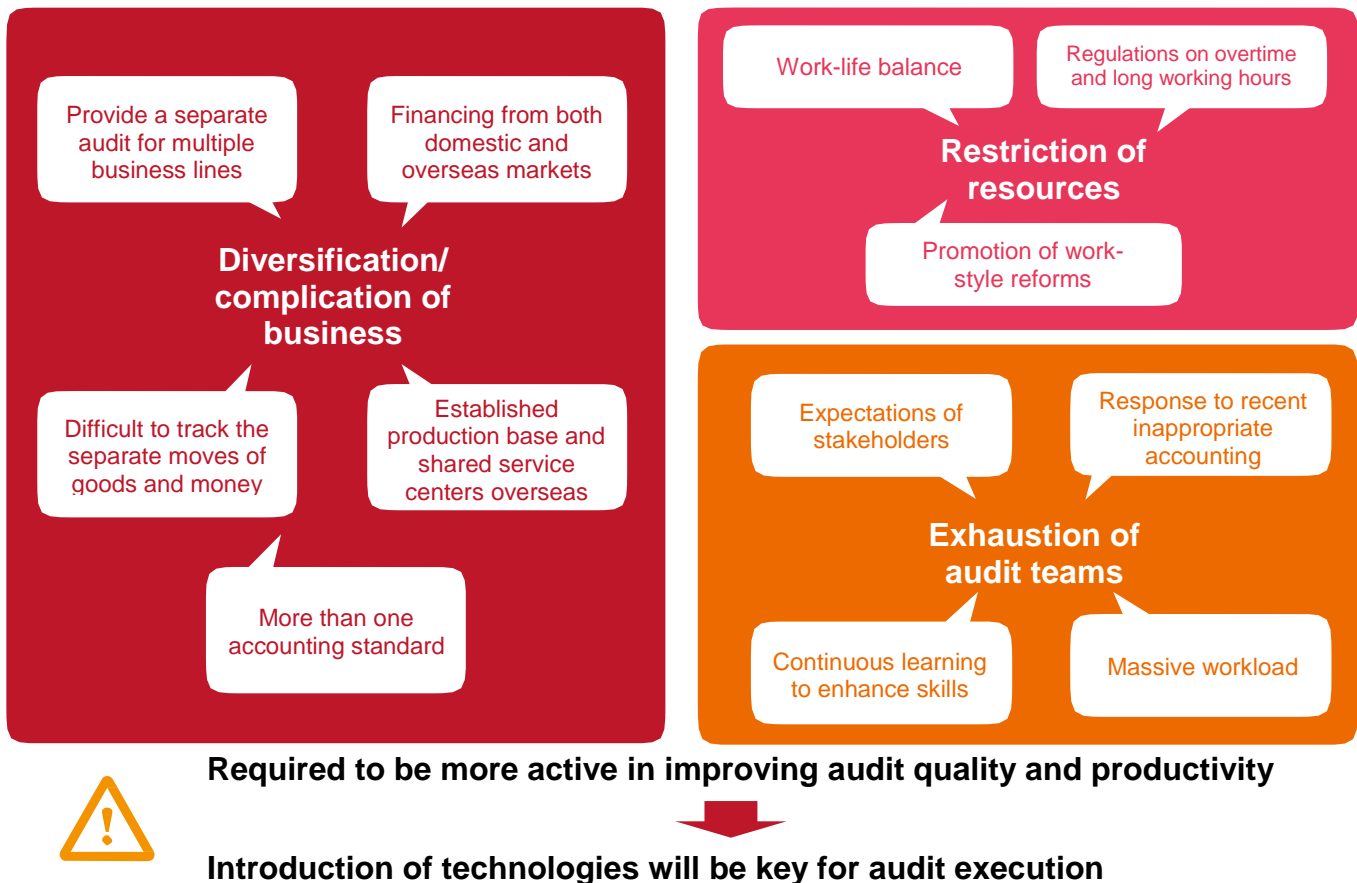 Provide a separate
audit for multiple
business lines
Financing from both
domestic and
overseas markets
Diversification/
complication of
business
Difficult to track the
separate moves of
goods and money
Established
production base and
shared service
centers overseas
More than one
accounting standard
Work-life balance
Regulations on overtime
and long working hours
Restriction of
resources
Promotion of work-
style reforms
Expectations of
stakeholders
Response to recent
inappropriate
accounting
Exhaustion of
audit teams
Continuous learning
to enhance skills
Massive workload
Required to be more active in improving audit quality and productivity
Introduction of technologies will be key for audit execution